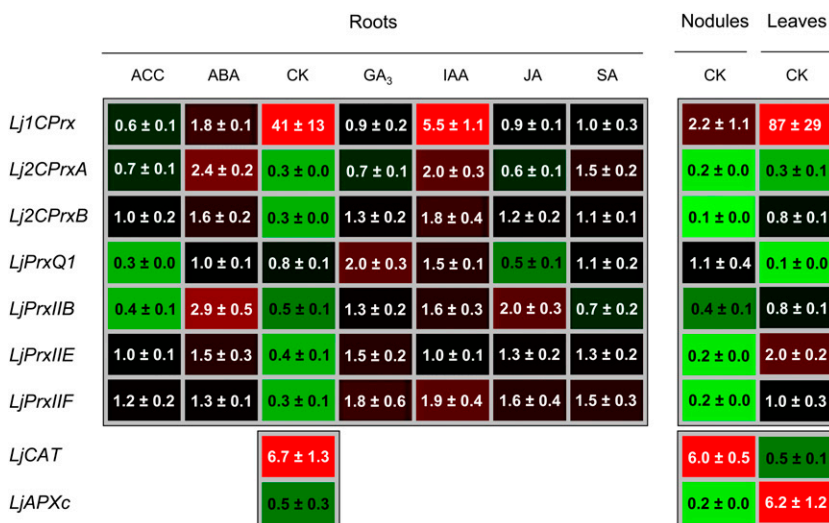 Roots Nodules Leaves
ACC ABA CK GA3 IAA JA SA CK CK
Lj1CPrx 0.6 ± 0.1 1.8 ± 0.1 41 ± 13 0.9 ± 0.2 5.5 ± 1.1 0.9 ± 0.1 1.0 ± 0.3 2.2 ± 1.1 87 ± 29
Lj2CPrxA 0.7 ± 0.1 2.4 ± 0.2 0.3 ± 0.0 0.7 ± 0.1 2.0 ± 0.3 0.6 ± 0.1 1.5 ± 0.2 0.2 ± 0.0 0.3 ± 0.1
Lj2CPrxB 1.0 ± 0.2 1.6 ± 0.2 0.3 ± 0.0 1.3 ± 0.2 1.8 ± 0.4 1.2 ± 0.2 1.1 ± 0.1 0.1 ± 0.0 0.8 ± 0.1
LjPrxQ1 0.3 ± 0.0 1.0 ± 0.1 0.8 ± 0.1 2.0 ± 0.3 1.5 ± 0.1 0.5 ± 0.1 1.1 ± 0.2 1.1 ± 0.4 0.1 ± 0.0
LjPrxIIB 0.4 ± 0.1 2.9 ± 0.5 0.5 ± 0.1 1.3 ± 0.2 1.6 ± 0.3 2.0 ± 0.3 0.7 ± 0.2 0.4 ± 0.1 0.8 ± 0.1
LjPrxIIE 1.0 ± 0.1 1.5 ± 0.3 0.4 ± 0.1 1.5 ± 0.2 1.0 ± 0.1 1.3 ± 0.2 1.3 ± 0.2 0.2 ± 0.0 2.0 ± 0.2
LjPrxIIF 1.2 ± 0.2 1.3 ± 0.1 0.3 ± 0.1 1.8 ± 0.6 1.9 ± 0.4 1.6 ± 0.4 1.5 ± 0.3 0.2 ± 0.0 1.0 ± 0.3
LjCAT 6.7 ± 1.3 6.0 ± 0.5 0.5 ± 0.1
LjAPXc 0.5 ± 0.3 0.2 ± 0.0 6.2 ± 1.2